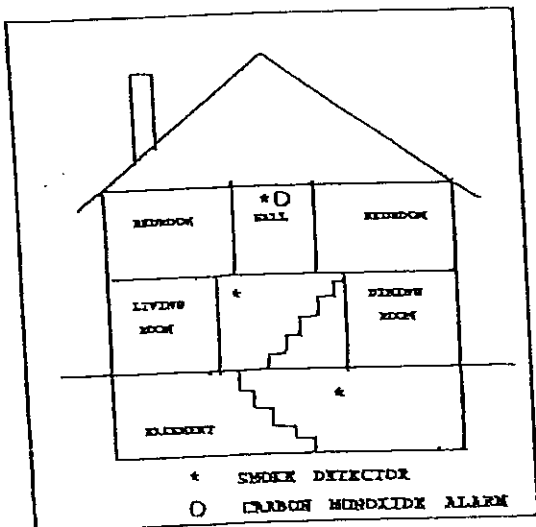 * O
BEDROOM HALL BEDROOM
*
LIVING ROOM
DINING ROOM
*
BASEMENT
* SMOKE DETECTOR
O CARBON MONOXIDE ALARM